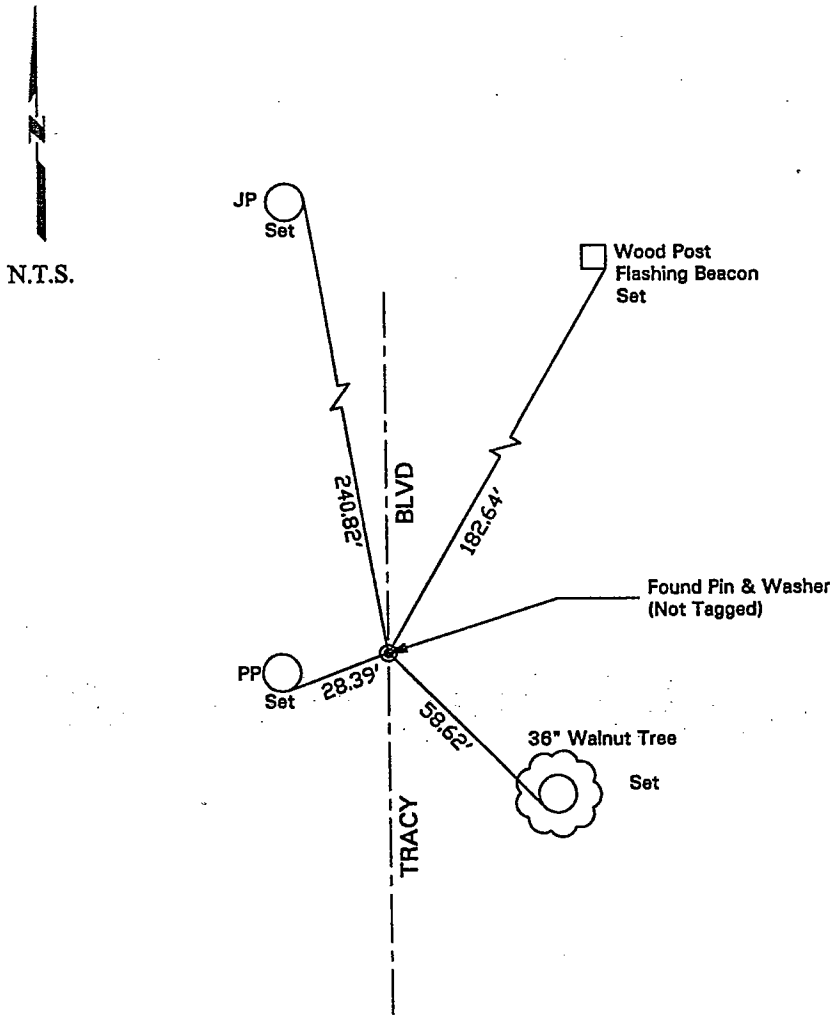 N
N.T.S.
JP
Set
Wood Post
Flashing Beacon
Set
240.82'
BLVD
182.64'
Found Pin & Washer
(Not Tagged)
PP
Set
28.39'
58.62'
36" Walnut Tree
Set
TRACY